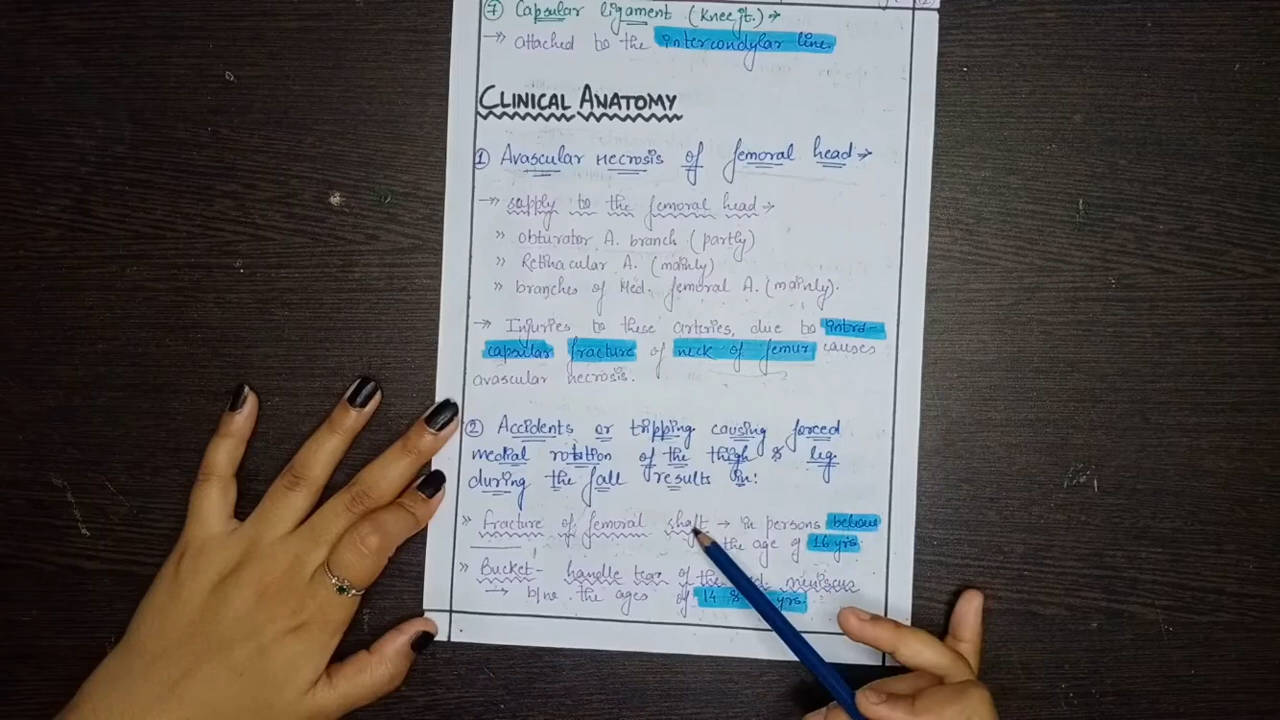 ⑦ Capsular ligament (knee jt.) →
→ attached to the intercondylar line.
CLINICAL ANATOMY
① Avascular necrosis of femoral head →
→ supply to the femoral head →
» obturator A. branch (partly)
» Retinacular A. (mainly)
» branches of Med. femoral A. (mainly).
→ Injuries to these arteries, due to intra-
capsular fracture of neck of femur causes
avascular necrosis.
② Accidents or tripping causing forced
medial rotation of the thigh & leg
during the fall results in:
» Fracture of femoral shaft → in persons below
the age of 16 yrs.
» Bucket-handle tear of the meniscus
→ b/w the ages of 14 & yrs.